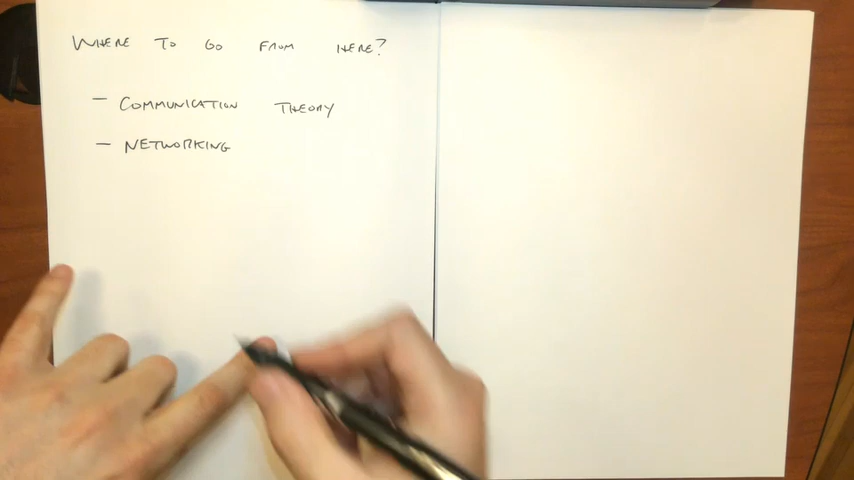 WHERE TO GO FROM HERE?
- COMMUNICATION THEORY
- NETWORKING